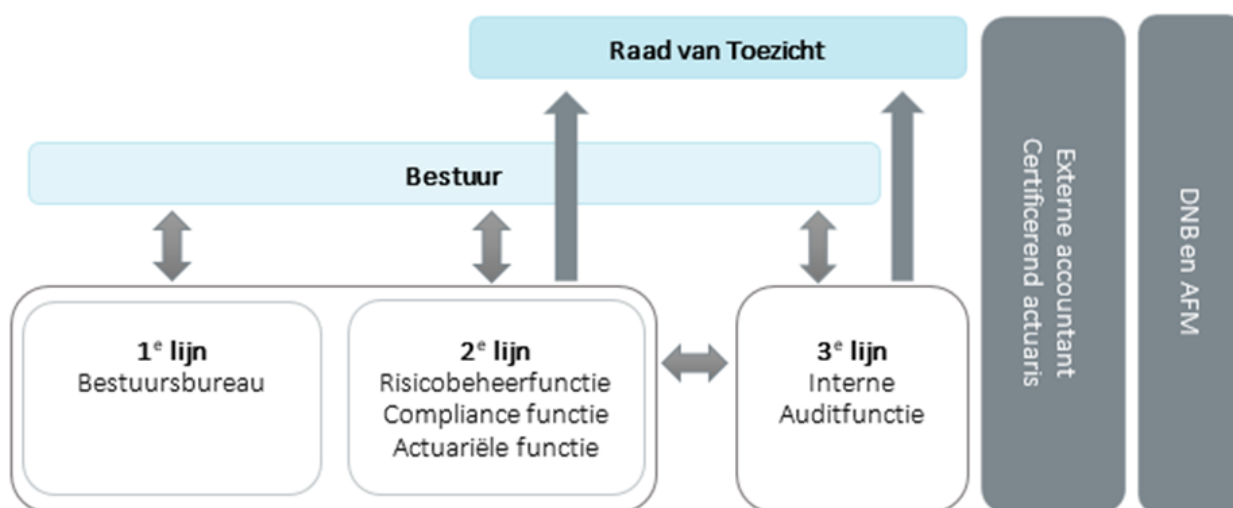 Raad van Toezicht
Bestuur
1e lijn
Bestuursbureau
2e lijn
Risicobeheerfunctie
Compliance functie
Actuariële functie
3e lijn
Interne
Auditfunctie
Externe accountant
Certificerend actuaris
DNB en AFM